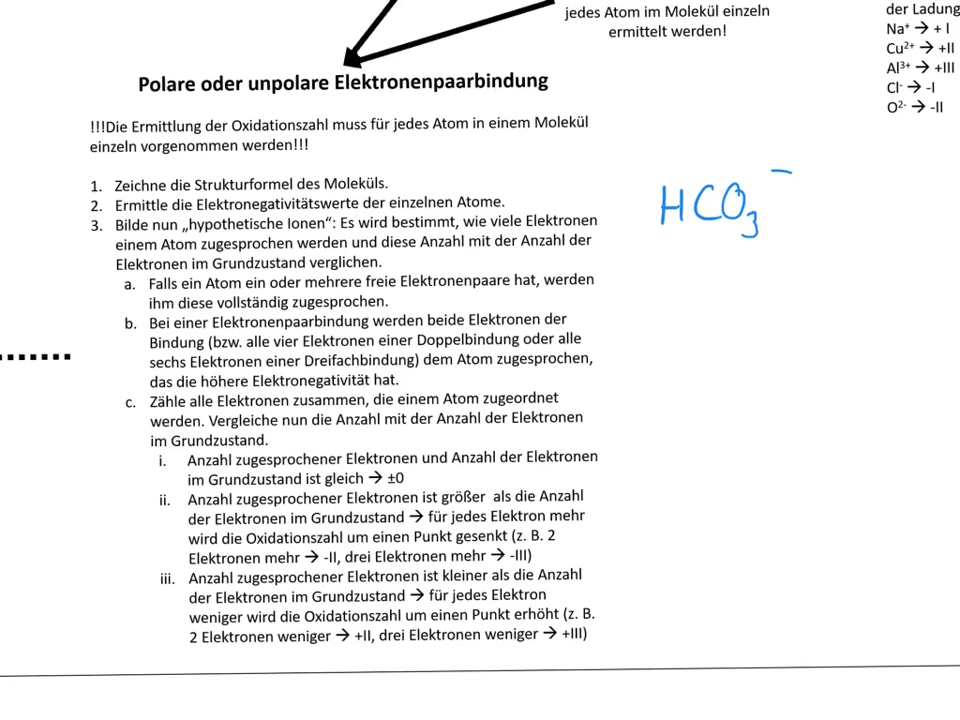 jedes Atom im Molekül einzeln
ermittelt werden!
der Ladung
Na⁺ → + I
Cu²⁺ → +II
Al³⁺ → +III
Cl⁻ → -I
O²⁻ → -II
Polare oder unpolare Elektronenpaarbindung
!!!Die Ermittlung der Oxidationszahl muss für jedes Atom in einem Molekül
einzeln vorgenommen werden!!!
1. Zeichne die Strukturformel des Moleküls.
2. Ermittle die Elektronegativitätswerte der einzelnen Atome.
3. Bilde nun „hypothetische Ionen“: Es wird bestimmt, wie viele Elektronen
einem Atom zugesprochen werden und diese Anzahl mit der Anzahl der
Elektronen im Grundzustand verglichen.
a. Falls ein Atom ein oder mehrere freie Elektronenpaare hat, werden
ihm diese vollständig zugesprochen.
b. Bei einer Elektronenpaarbindung werden beide Elektronen der
Bindung (bzw. alle vier Elektronen einer Doppelbindung oder alle
sechs Elektronen einer Dreifachbindung) dem Atom zugesprochen,
das die höhere Elektronegativität hat.
c. Zähle alle Elektronen zusammen, die einem Atom zugeordnet
werden. Vergleiche nun die Anzahl mit der Anzahl der Elektronen
im Grundzustand.
i. Anzahl zugesprochener Elektronen und Anzahl der Elektronen
im Grundzustand ist gleich → ±0
ii. Anzahl zugesprochener Elektronen ist größer als die Anzahl
der Elektronen im Grundzustand → für jedes Elektron mehr
wird die Oxidationszahl um einen Punkt gesenkt (z. B. 2
Elektronen mehr → -II, drei Elektronen mehr → -III)
iii. Anzahl zugesprochener Elektronen ist kleiner als die Anzahl
der Elektronen im Grundzustand → für jedes Elektron
weniger wird die Oxidationszahl um einen Punkt erhöht (z. B.
2 Elektronen weniger → +II, drei Elektronen weniger → +III)
HCO₃⁻